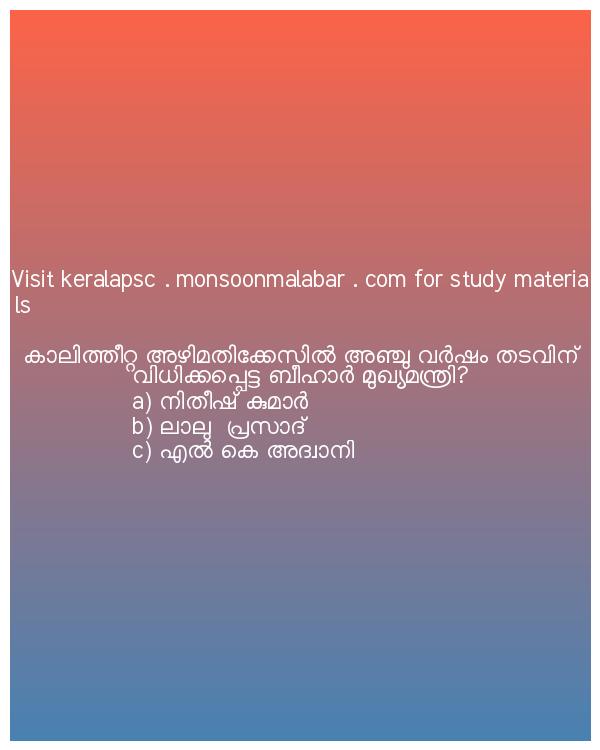 Visit keralapsc . monsoonmalabar . com for study materia
ls
കാലിത്തീറ്റ അഴിമതിക്കേസിൽ അഞ്ചു വർഷം തടവിന്
വിധിക്കപ്പെട്ട ബീഹാർ മുഖ്യമന്ത്രി?
a) നിതീഷ് കുമാർ
b) ലാലു പ്രസാദ്
c) എൽ കെ അദ്വാനി